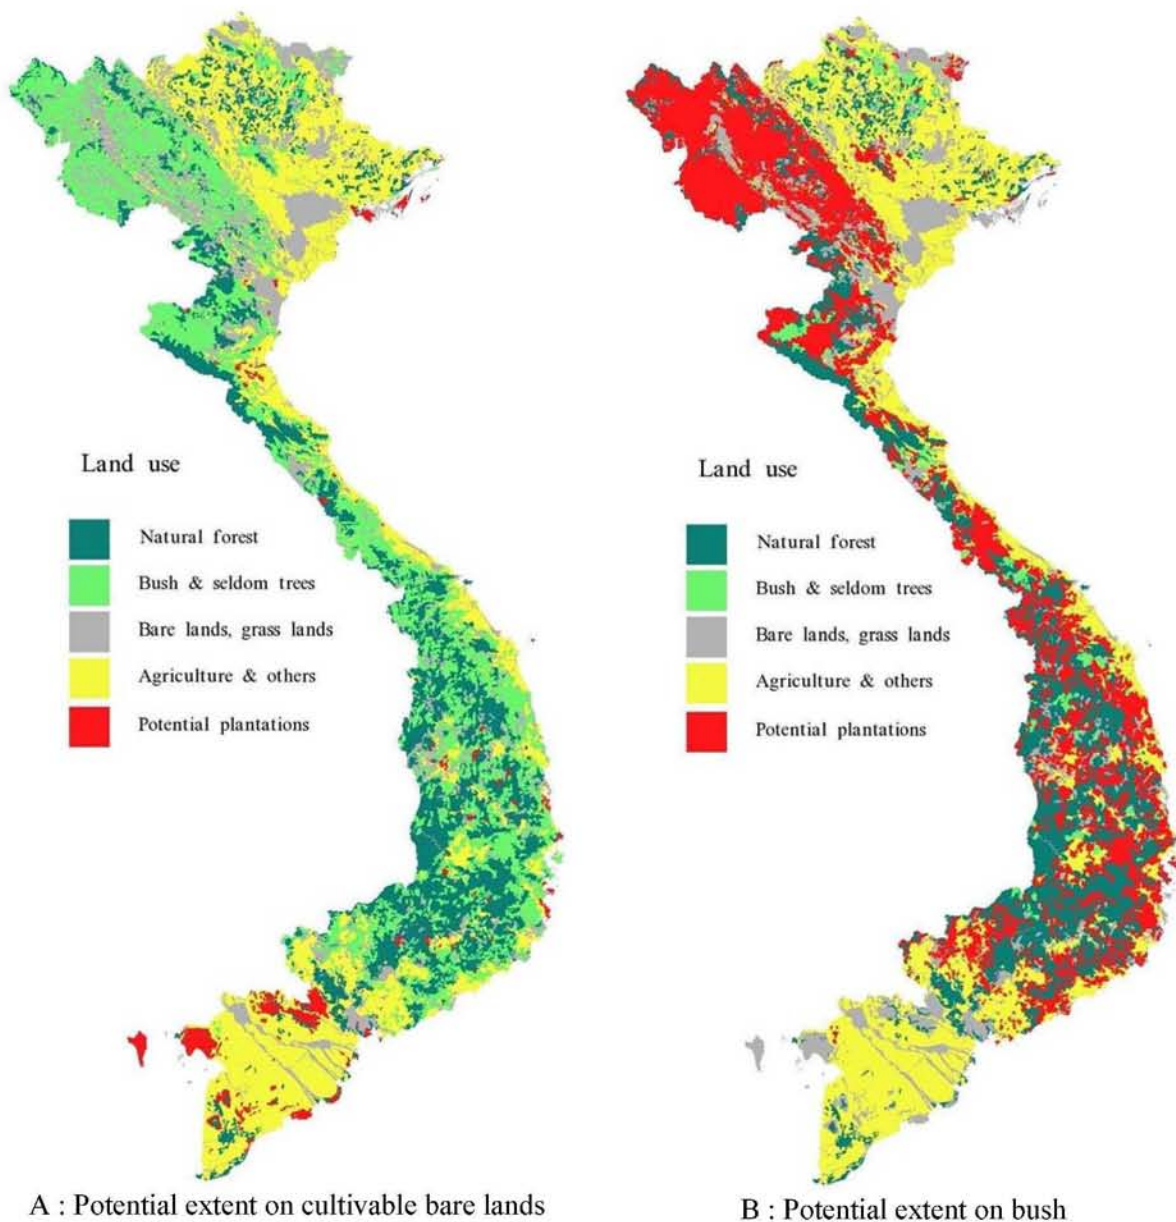 Land use
Natural forest
Bush & seldom trees
Bare lands, grass lands
Agriculture & others
Potential plantations
Land use
Natural forest
Bush & seldom trees
Bare lands, grass lands
Agriculture & others
Potential plantations
A : Potential extent on cultivable bare lands
B : Potential extent on bush